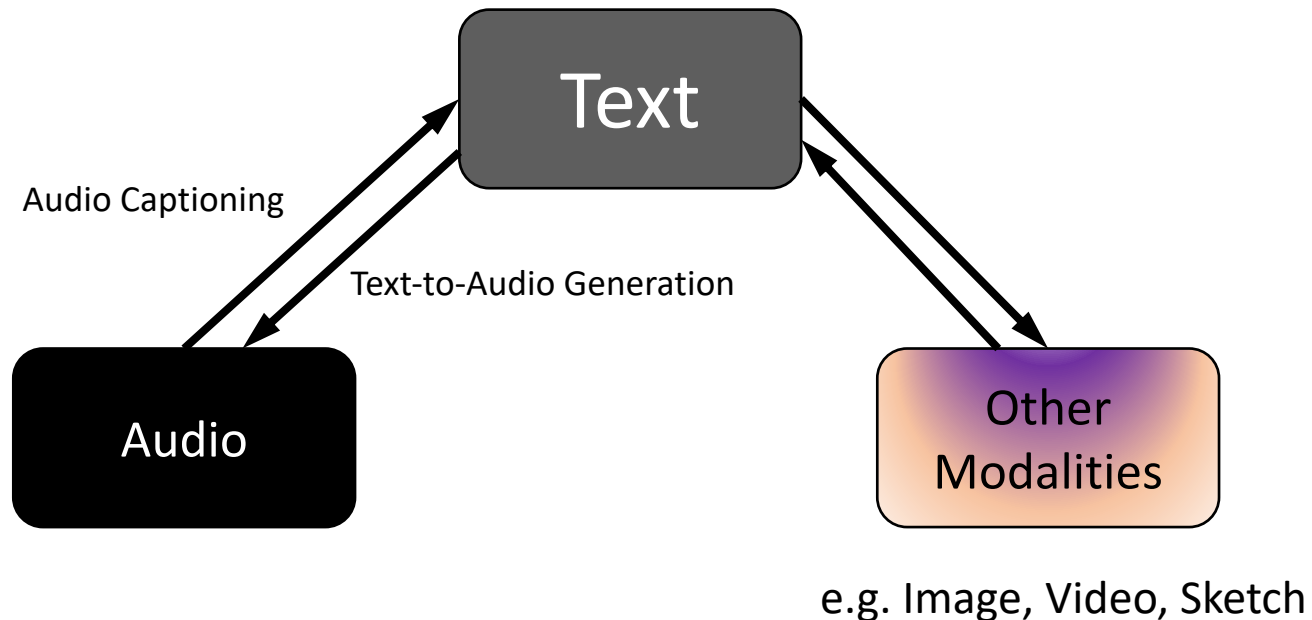 Text
Audio Captioning
Text-to-Audio Generation
Audio
Other
Modalities
e.g. Image, Video, Sketch